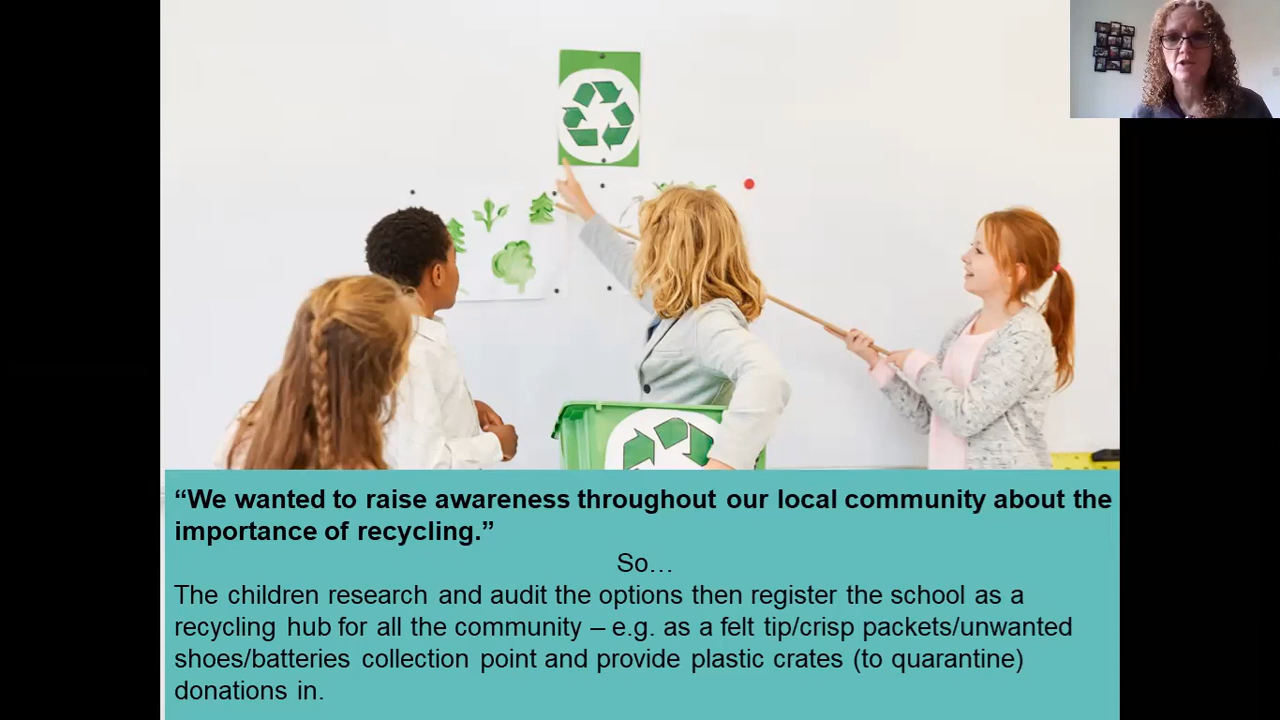 “We wanted to raise awareness throughout our local community about the
importance of recycling.”
So…
The children research and audit the options then register the school as a
recycling hub for all the community – e.g. as a felt tip/crisp packets/unwanted
shoes/batteries collection point and provide plastic crates (to quarantine)
donations in.